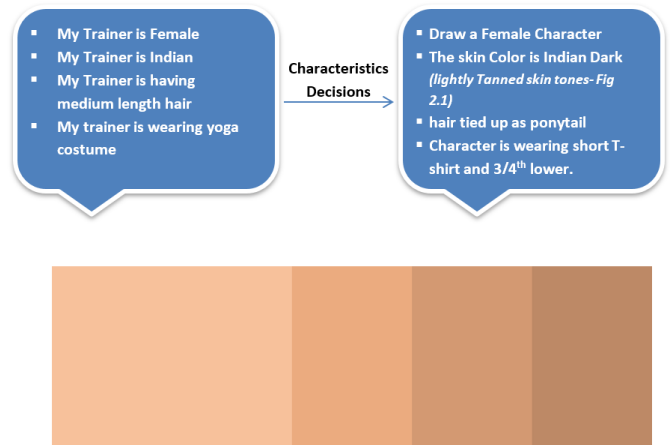 ▪ My Trainer is Female
▪ My Trainer is Indian
▪ My Trainer is having
medium length hair
▪ My trainer is wearing yoga
costume
Characteristics
Decisions
▪ Draw a Female Character
▪ The skin Color is Indian Dark
(lightly Tanned skin tones- Fig
2.1)
▪ hair tied up as ponytail
▪ Character is wearing short T-
shirt and 3/4th lower.